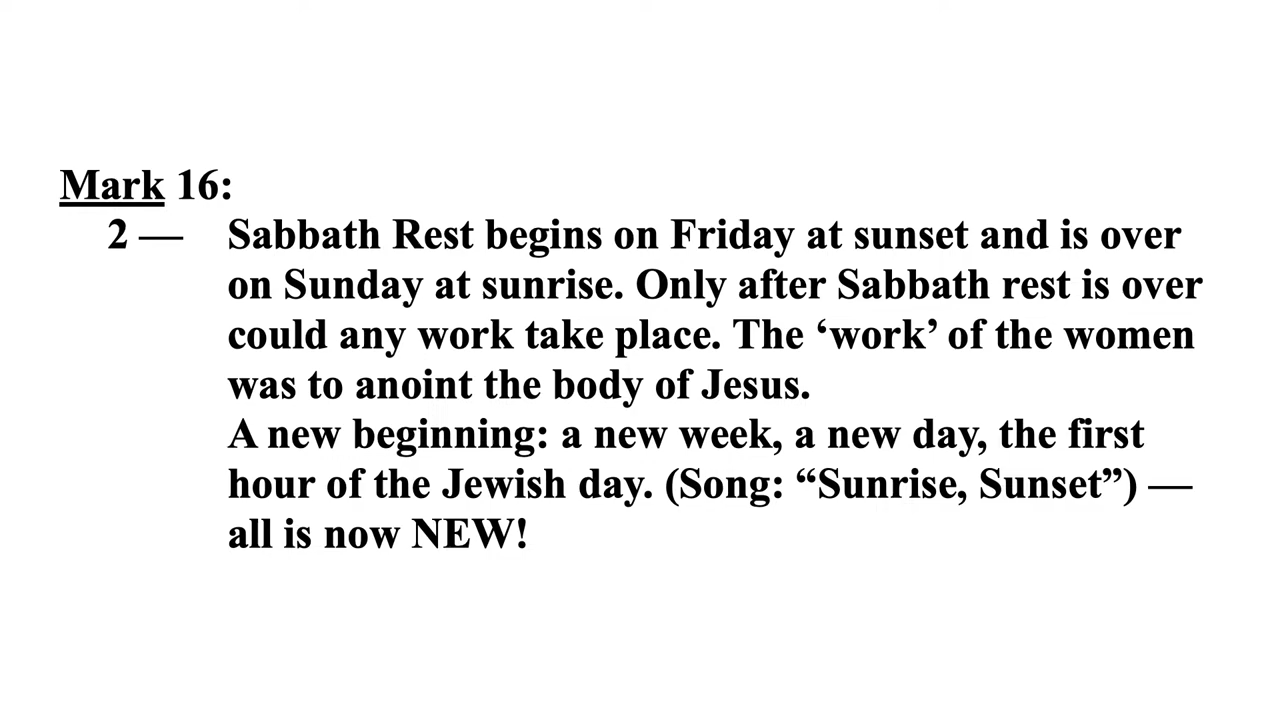 Mark 16:
2 — Sabbath Rest begins on Friday at sunset and is over
on Sunday at sunrise. Only after Sabbath rest is over
could any work take place. The ‘work’ of the women
was to anoint the body of Jesus.
A new beginning: a new week, a new day, the first
hour of the Jewish day. (Song: “Sunrise, Sunset”) —
all is now NEW!